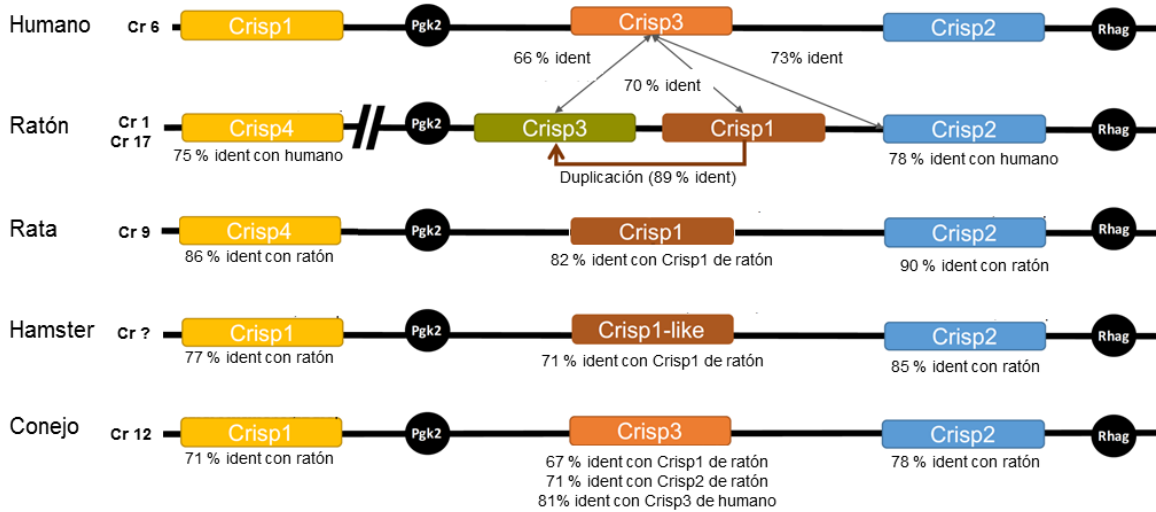 Humano Cr 6 Crisp1 Pgk2 Crisp3 Crisp2 Rhag
66 % ident
70 % ident
73% ident
Ratón Cr 1 Crisp4 Pgk2 Crisp3 Crisp1 Crisp2 Rhag
Cr 17
75 % ident con humano
Duplicación (89 % ident)
78 % ident con humano
Rata Cr 9 Crisp4 Pgk2 Crisp1 Crisp2 Rhag
86 % ident con ratón
82 % ident con Crisp1 de ratón
90 % ident con ratón
Hamster Cr ? Crisp1 Pgk2 Crisp1-like Crisp2 Rhag
77 % ident con ratón
71 % ident con Crisp1 de ratón
85 % ident con ratón
Conejo Cr 12 Crisp1 Pgk2 Crisp3 Crisp2 Rhag
71 % ident con ratón
67 % ident con Crisp1 de ratón
71 % ident con Crisp2 de ratón
81% ident con Crisp3 de humano
78 % ident con ratón